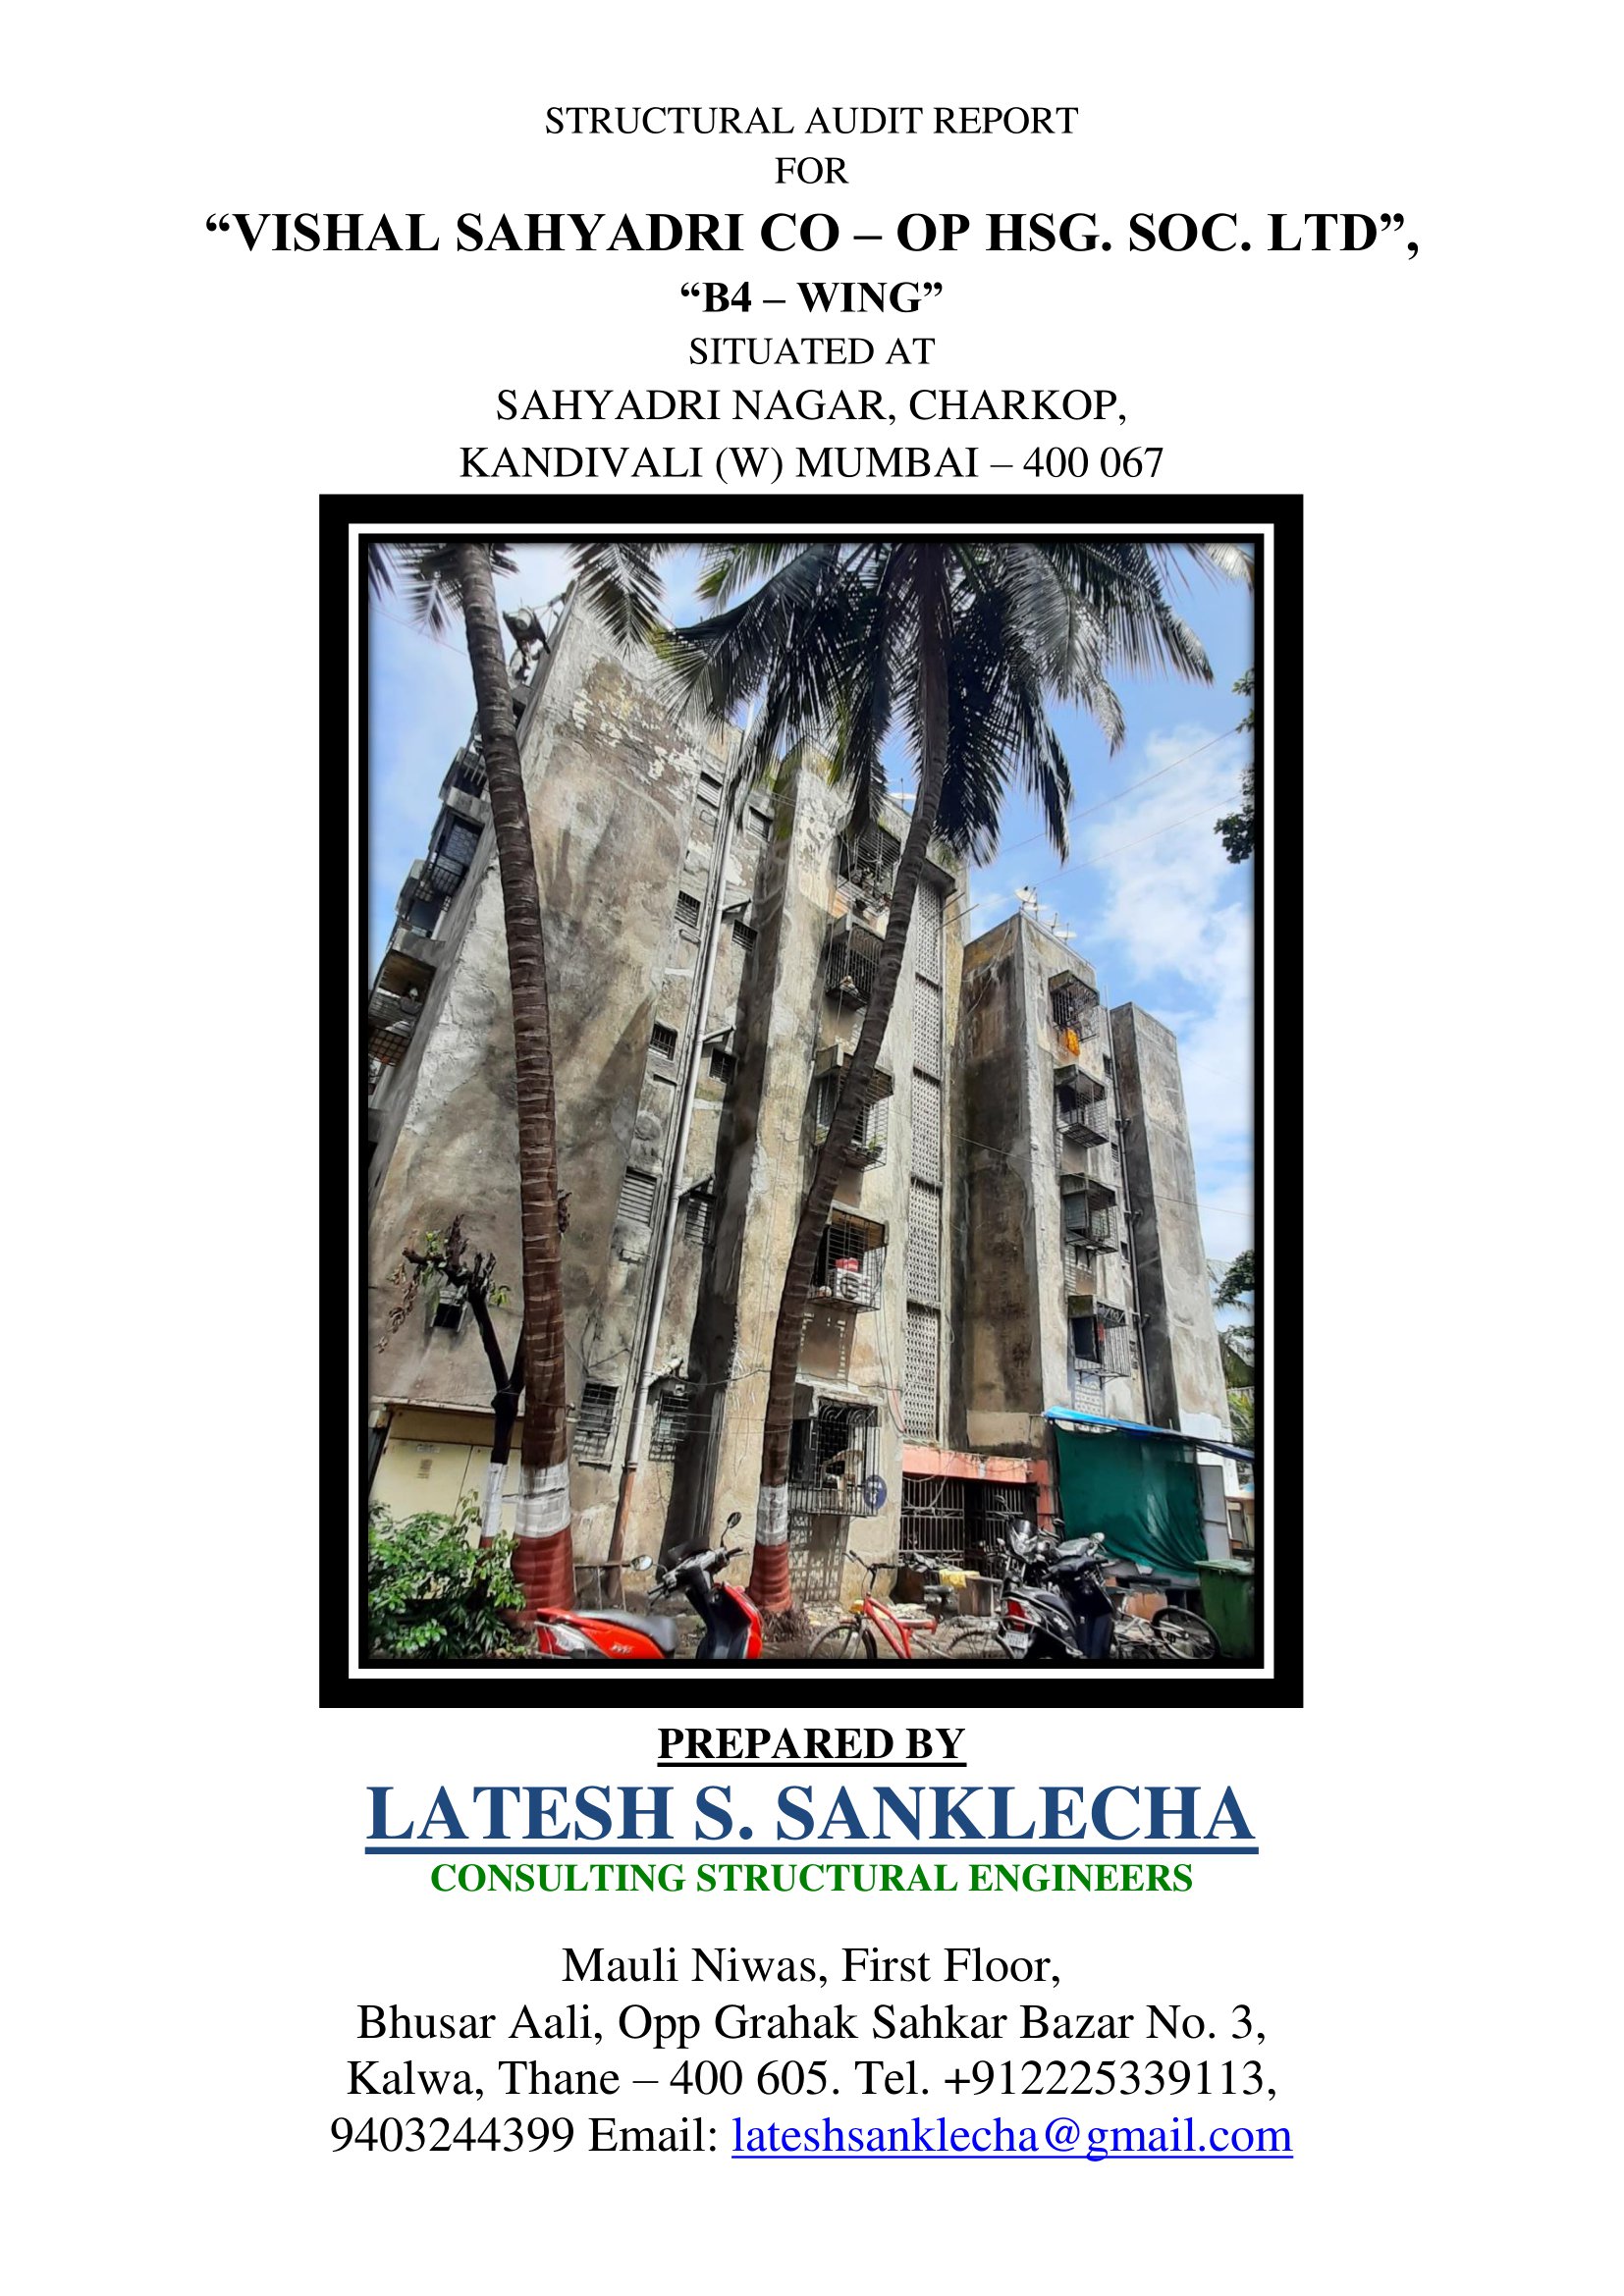 STRUCTURAL AUDIT REPORT
FOR
“VISHAL SAHYADRI CO – OP HSG. SOC. LTD”,
“B4 – WING”
SITUATED AT
SAHYADRI NAGAR, CHARKOP,
KANDIVALI (W) MUMBAI – 400 067
PREPARED BY
LATESH S. SANKLECHA
CONSULTING STRUCTURAL ENGINEERS
Mauli Niwas, First Floor,
Bhusar Aali, Opp Grahak Sahkar Bazar No. 3,
Kalwa, Thane – 400 605. Tel. +912225339113,
9403244399 Email: lateshsanklecha@gmail.com